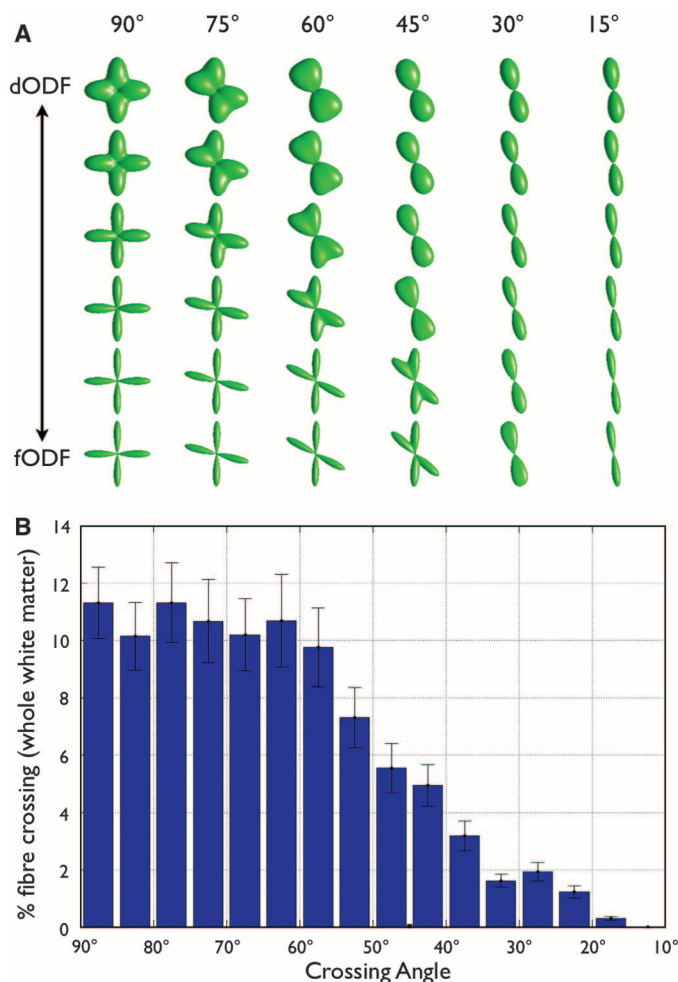 A
90° 75° 60° 45° 30° 15°
dODF
fODF
B
% fibre crossing (whole white matter)
14
12
10
8
6
4
2
0
90° 80° 70° 60° 50° 40° 30° 20° 10°
Crossing Angle